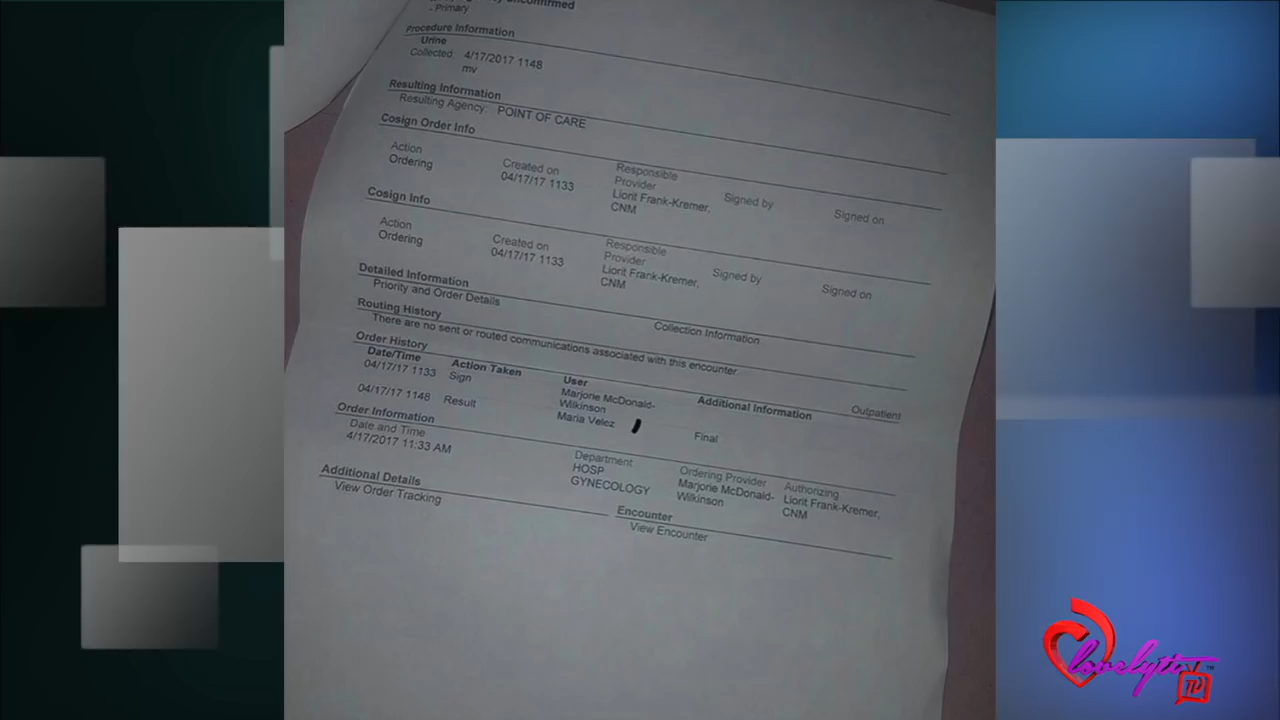 unconfirmed
- Primary
Procedure Information
Urine
Collected: 4/17/2017 1148
mv
Resulting Information
Resulting Agency: POINT OF CARE
Cosign Order Info
Action Created on Responsible Provider Signed by Signed on
Ordering 04/17/17 1133 Liorit Frank-Kremer, CNM
Cosign Info
Action Created on Responsible Provider Signed by Signed on
Ordering 04/17/17 1133 Liorit Frank-Kremer, CNM
Detailed Information
Priority and Order Details Collection Information
Routing History
There are no sent or routed communications associated with this encounter.
Order History Outpatient
Date/Time Action Taken User Additional Information
04/17/17 1133 Sign Marjorie McDonald-Wilkinson
04/17/17 1148 Result Maria Velez Final
Order Information
Date and Time Department Ordering Provider Authorizing
4/17/2017 11:33 AM HOSP GYNECOLOGY Marjorie McDonald-Wilkinson Liorit Frank-Kremer, CNM
Additional Details Encounter
View Order Tracking View Encounter
lovelyti
TV
TM